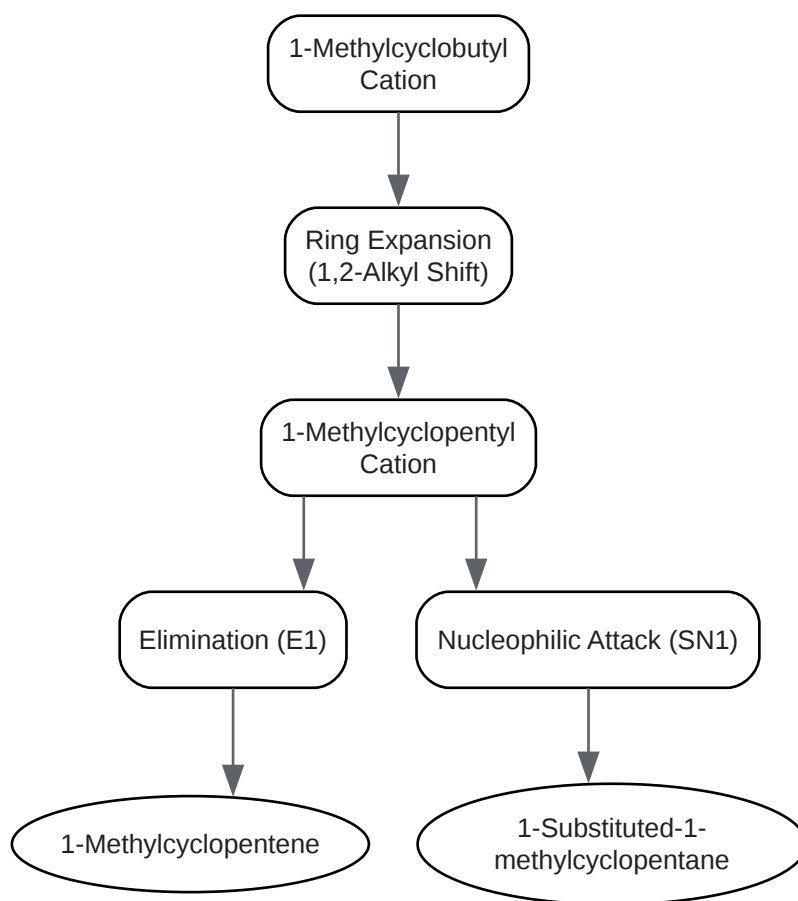 1-Methylcyclobutyl
Cation
Ring Expansion
(1,2-Alkyl Shift)
1-Methylcyclopentyl
Cation
Elimination (E1)
Nucleophilic Attack (SN1)
1-Methylcyclopentene
1-Substituted-1-
methylcyclopentane